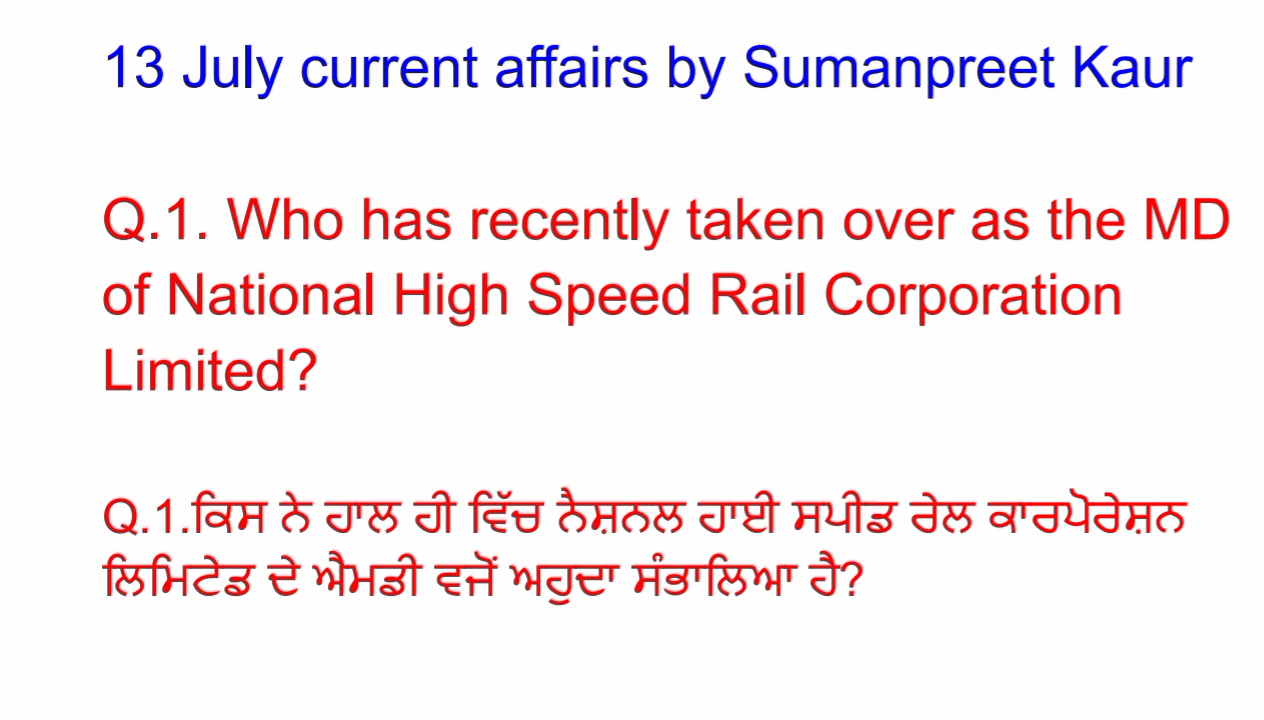 13 July current affairs by Sumanpreet Kaur
Q.1. Who has recently taken over as the MD
of National High Speed Rail Corporation
Limited?
Q.1.ਕਿਸ ਨੇ ਹਾਲ ਹੀ ਵਿੱਚ ਨੈਸ਼ਨਲ ਹਾਈ ਸਪੀਡ ਰੇਲ ਕਾਰਪੋਰੇਸ਼ਨ
ਲਿਮਿਟੇਡ ਦੇ ਐਮਡੀ ਵਜੋਂ ਅਹੁਦਾ ਸੰਭਾਲਿਆ ਹੈ?